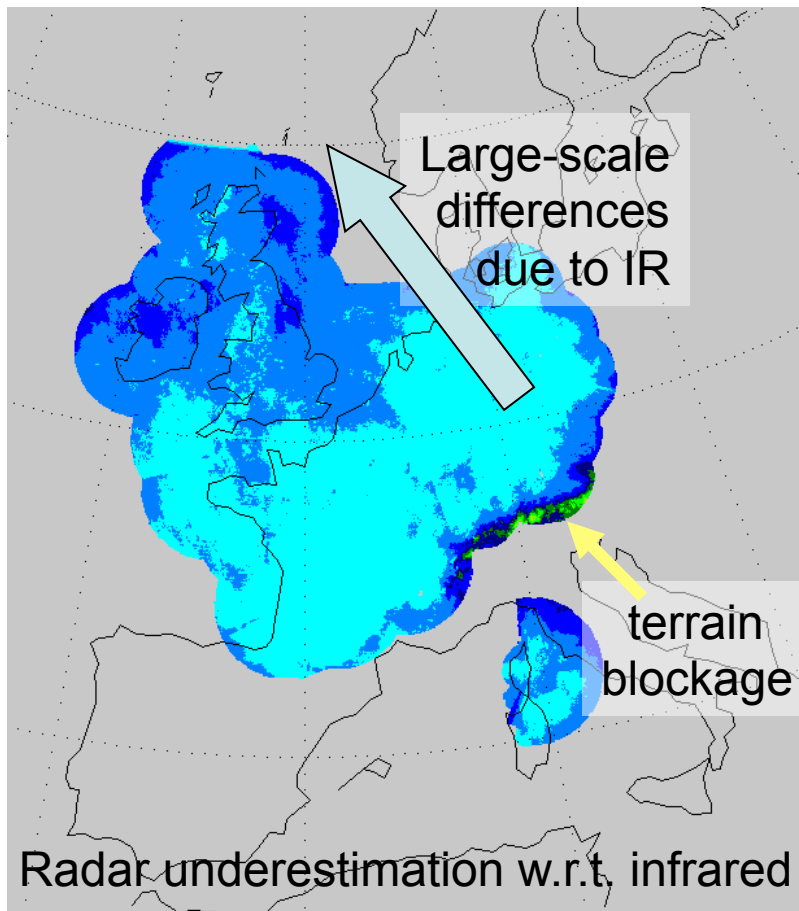 Large-scale
differences
due to IR
terrain
blockage
Radar underestimation w.r.t. infrared